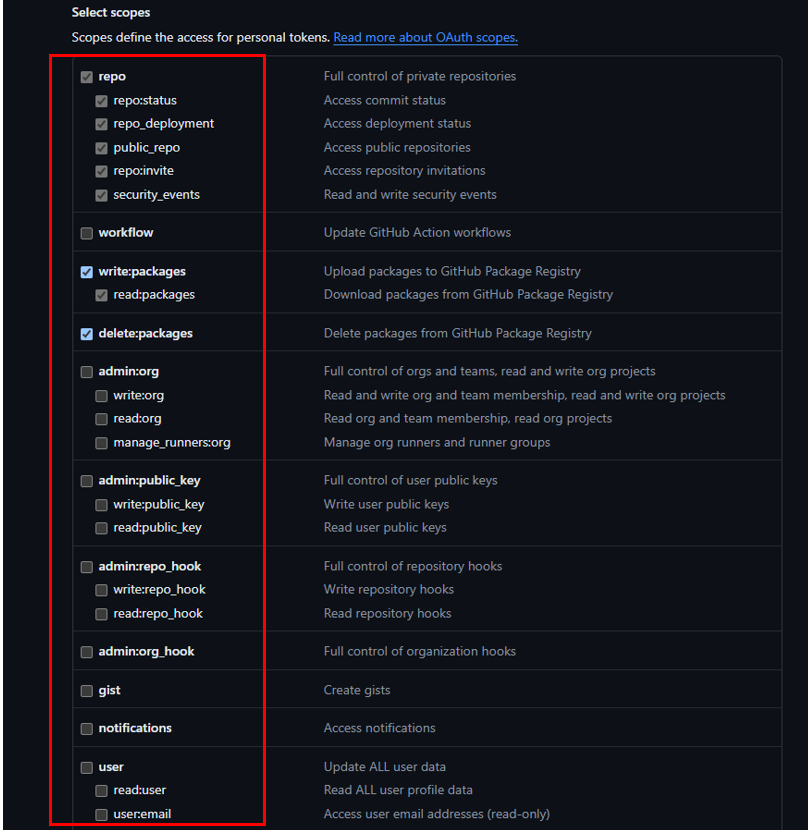 Select scopes
Scopes define the access for personal tokens. Read more about OAuth scopes.
repo Full control of private repositories
repo:status Access commit status
repo_deployment Access deployment status
public_repo Access public repositories
repo:invite Access repository invitations
security_events Read and write security events
workflow Update GitHub Action workflows
write:packages Upload packages to GitHub Package Registry
read:packages Download packages from GitHub Package Registry
delete:packages Delete packages from GitHub Package Registry
admin:org Full control of orgs and teams, read and write org projects
write:org Read and write org and team membership, read and write org projects
read:org Read org and team membership, read org projects
manage_runners:org Manage org runners and runner groups
admin:public_key Full control of user public keys
write:public_key Write user public keys
read:public_key Read user public keys
admin:repo_hook Full control of repository hooks
write:repo_hook Write repository hooks
read:repo_hook Read repository hooks
admin:org_hook Full control of organization hooks
gist Create gists
notifications Access notifications
user Update ALL user data
read:user Read ALL user profile data
user:email Access user email addresses (read-only)